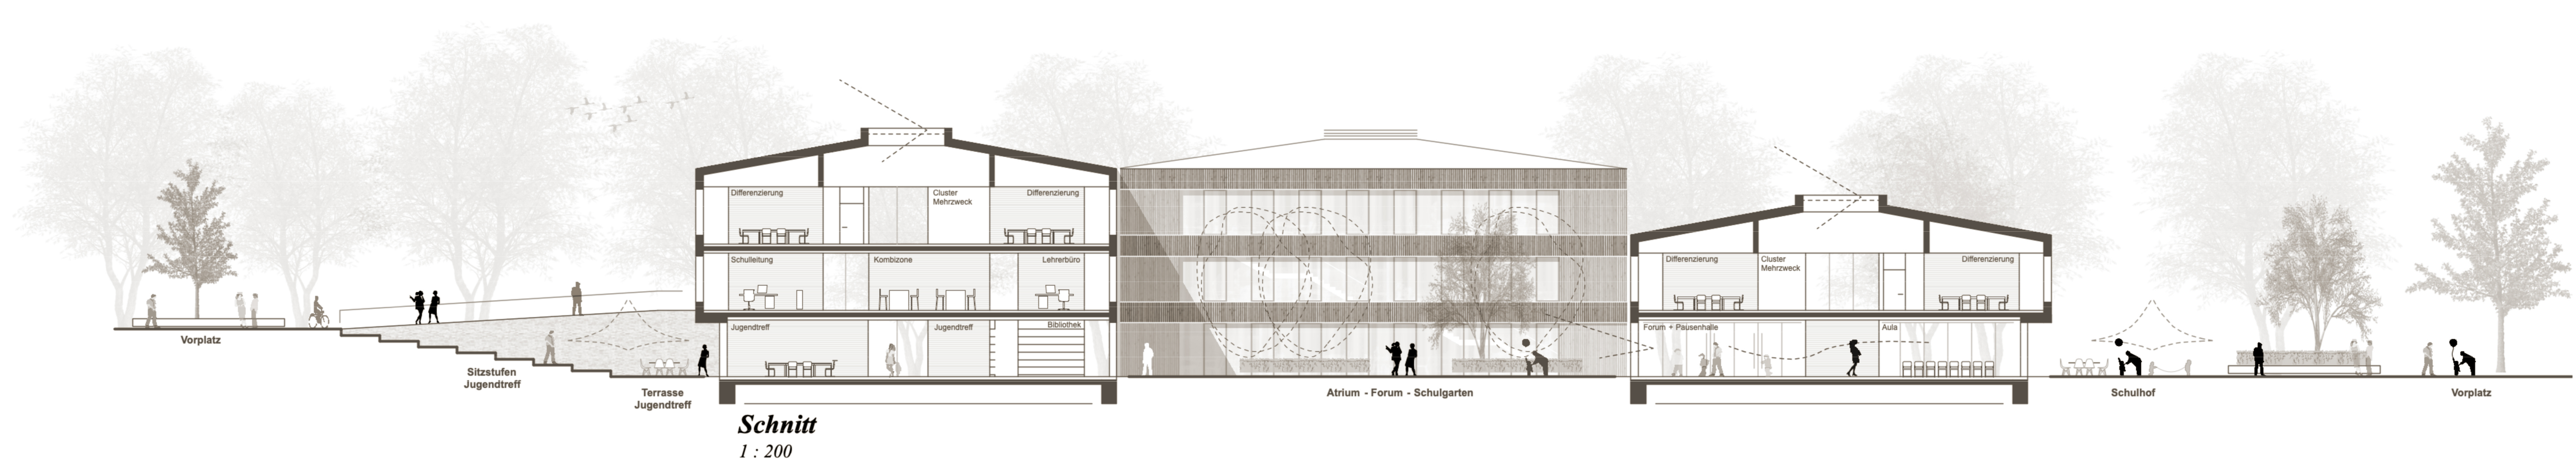 Differenzierung
Cluster
Mehrzweck
Differenzierung
Schulleitung
Kombizone
Lehrerbüro
Jugendtreff
Jugendtreff
Bibliothek
Differenzierung
Cluster
Mehrzweck
Differenzierung
Forum + Pausenhalle
Aula
Vorplatz
Sitzstufen
Jugendtreff
Terrasse
Jugendtreff
Atrium - Forum - Schulgarten
Schulhof
Vorplatz
Schnitt
1 : 200